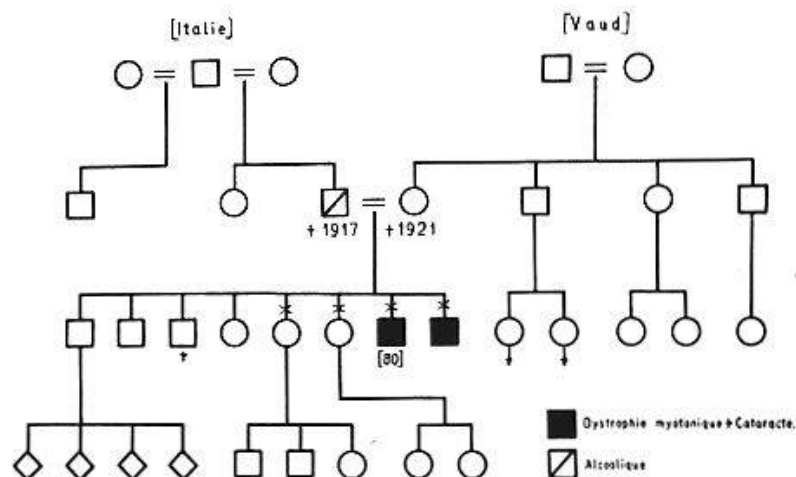 [Italie]
[Vaud]
+ 1917
+ 1921
[80]
Dystrophie myotonique + Cataracte.
Alcoolique